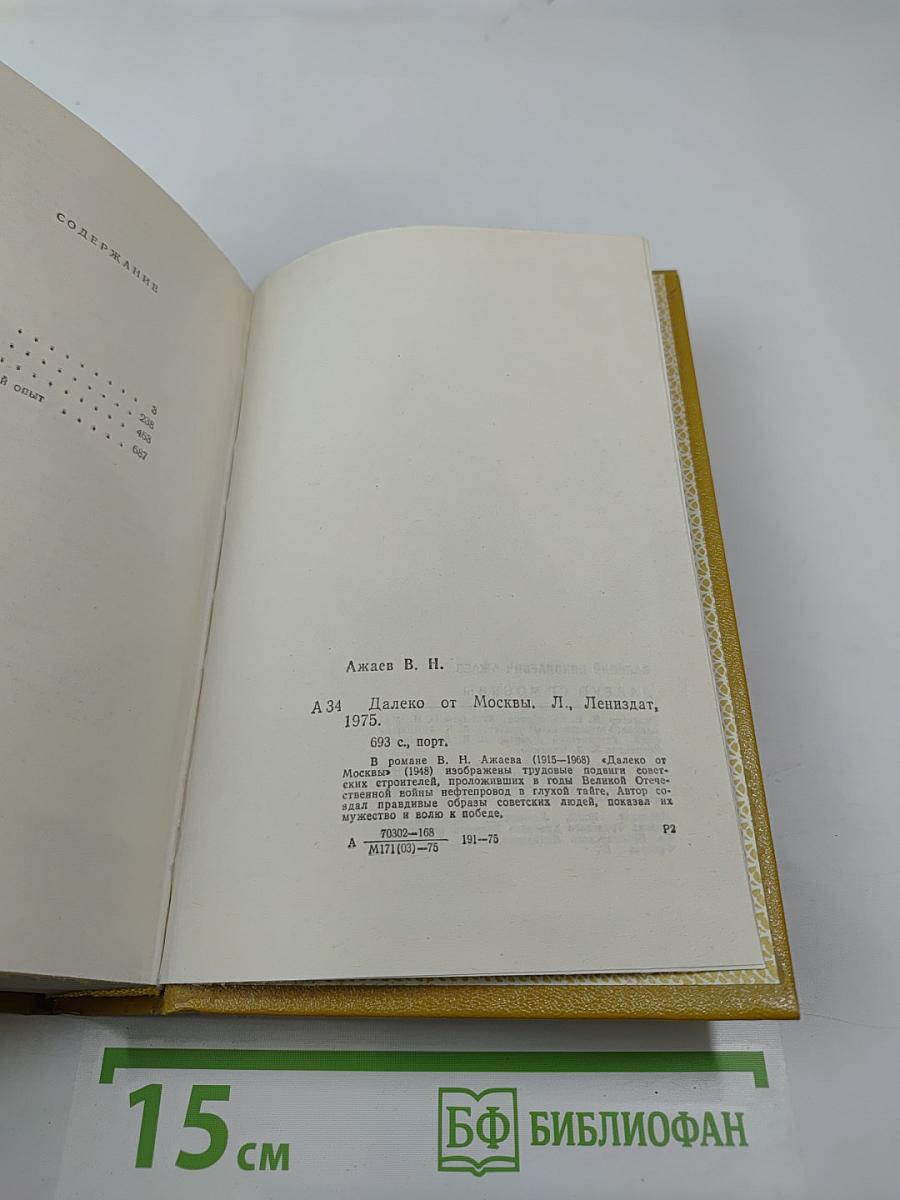 СОДЕРЖАНИЕ
3
238
453
й опыт
687
Ажаев В. Н.
А 34 Далеко от Москвы. Л., Лениздат,
1975.
693 с., порт.
В романе В. Н. Ажаева (1915—1968) «Далеко от
Москвы» (1948) изображены трудовые подвиги совет-
ских строителей, проложивших в годы Великой Отече-
ственной войны нефтепровод в глухой тайге. Автор со-
здал правдивые образы советских людей, показал их
мужество и волю к победе.
А 70302—168 191—75 Р2
М171(03)—75
15 см
БФ БИБЛИОФАН